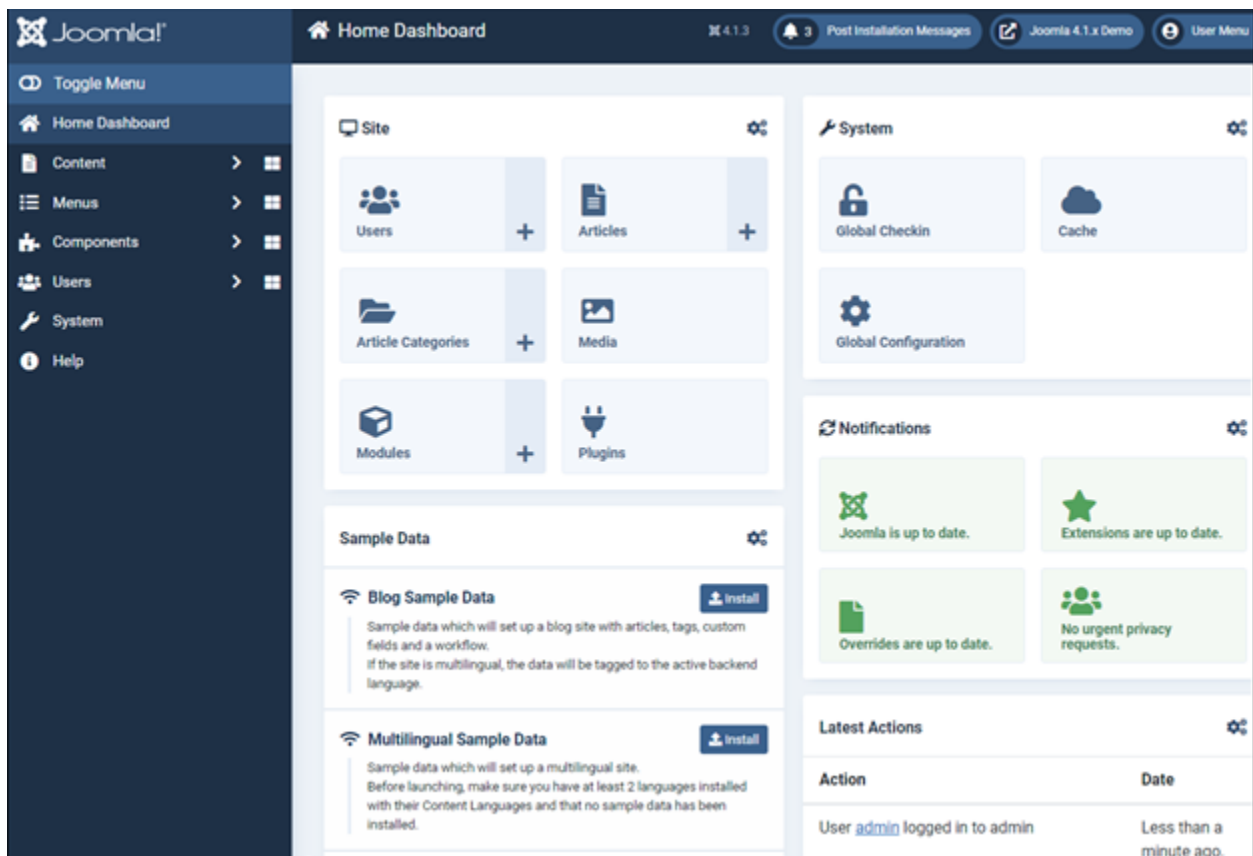 Joomla!
Home Dashboard
4.1.3
3 Post Installation Messages
Joomla 4.1.x Demo
User Menu
Toggle Menu
Home Dashboard
Content
Menus
Components
Users
System
Help
Site
Users
Articles
Article Categories
Media
Modules
Plugins
Sample Data
Blog Sample Data
Install
Sample data which will set up a blog site with articles, tags, custom
fields and a workflow.
If the site is multilingual, the data will be tagged to the active backend
language.
Multilingual Sample Data
Install
Sample data which will set up a multilingual site.
Before launching, make sure you have at least 2 languages installed
with their Content Languages and that no sample data has been
installed.
System
Global Checkin
Cache
Global Configuration
Notifications
Joomla is up to date.
Extensions are up to date.
Overrides are up to date.
No urgent privacy
requests.
Latest Actions
Action Date
User admin logged in to admin
Less than a
minute ago.